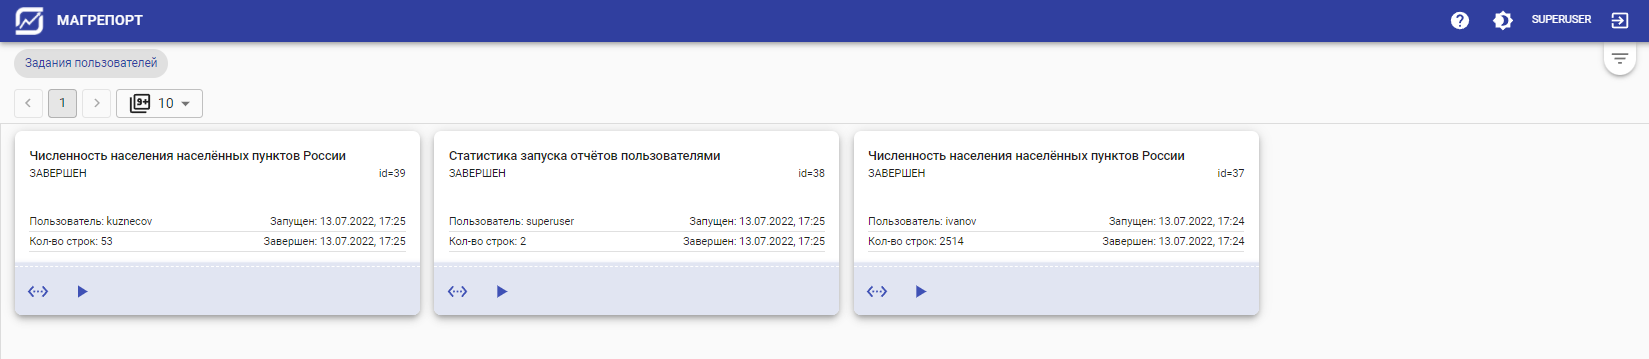 МАГРЕПОРТ
SUPERUSER
Задания пользователей
1
9+ 10
Численность населения населённых пунктов России
ЗАВЕРШЕН id=39
Пользователь: kuznecov Запущен: 13.07.2022, 17:25
Кол-во строк: 53 Завершен: 13.07.2022, 17:25
Статистика запуска отчётов пользователями
ЗАВЕРШЕН id=38
Пользователь: superuser Запущен: 13.07.2022, 17:25
Кол-во строк: 2 Завершен: 13.07.2022, 17:25
Численность населения населённых пунктов России
ЗАВЕРШЕН id=37
Пользователь: ivanov Запущен: 13.07.2022, 17:24
Кол-во строк: 2514 Завершен: 13.07.2022, 17:24